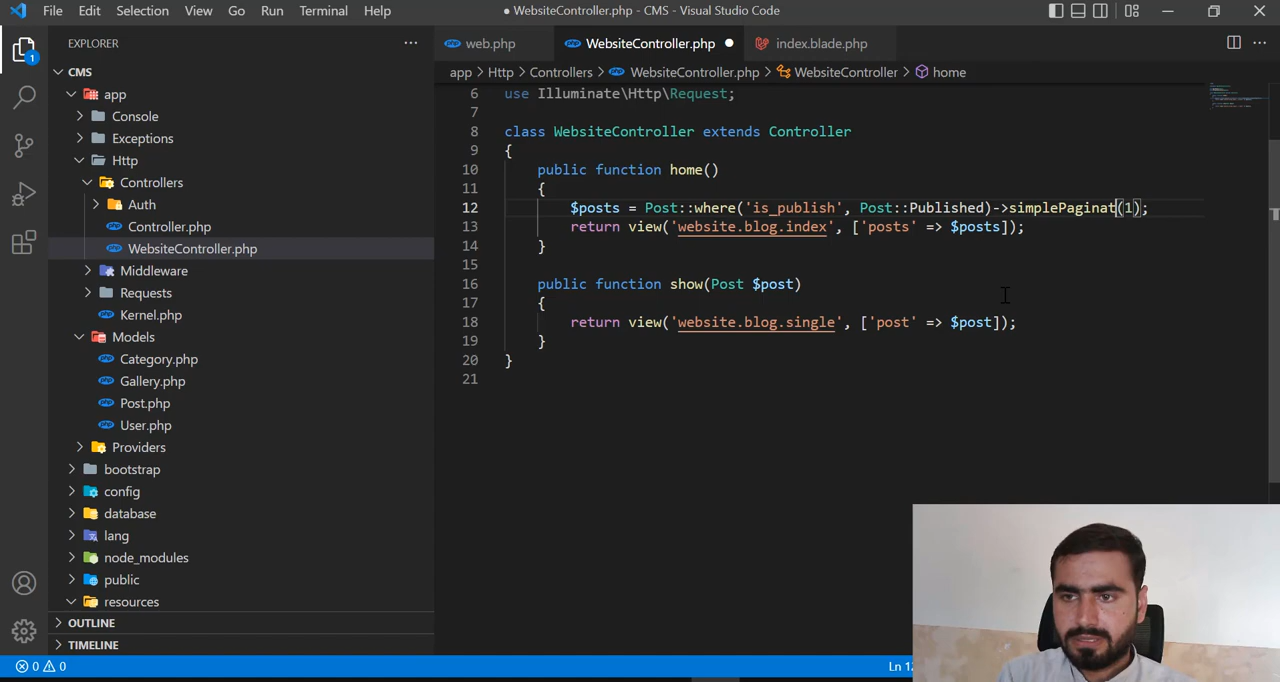 File Edit Selection View Go Run Terminal Help
● WebsiteController.php - CMS - Visual Studio Code
EXPLORER
1
CMS
app
Console
Exceptions
Http
Controllers
Auth
Controller.php
WebsiteController.php
Middleware
Requests
Kernel.php
Models
Category.php
Gallery.php
Post.php
User.php
Providers
bootstrap
config
database
lang
node_modules
public
resources
OUTLINE
TIMELINE
web.php WebsiteController.php index.blade.php
app > Http > Controllers > WebsiteController.php > WebsiteController > home
6 use Illuminate\Http\Request;
7
8 class WebsiteController extends Controller
9 {
10 public function home()
11 {
12 $posts = Post::where('is_publish', Post::Published)->simplePaginat(1);
13 return view('website.blog.index', ['posts' => $posts]);
14 }
15
16 public function show(Post $post)
17 {
18 return view('website.blog.single', ['post' => $post]);
19 }
20 }
21
0 0
Ln 12